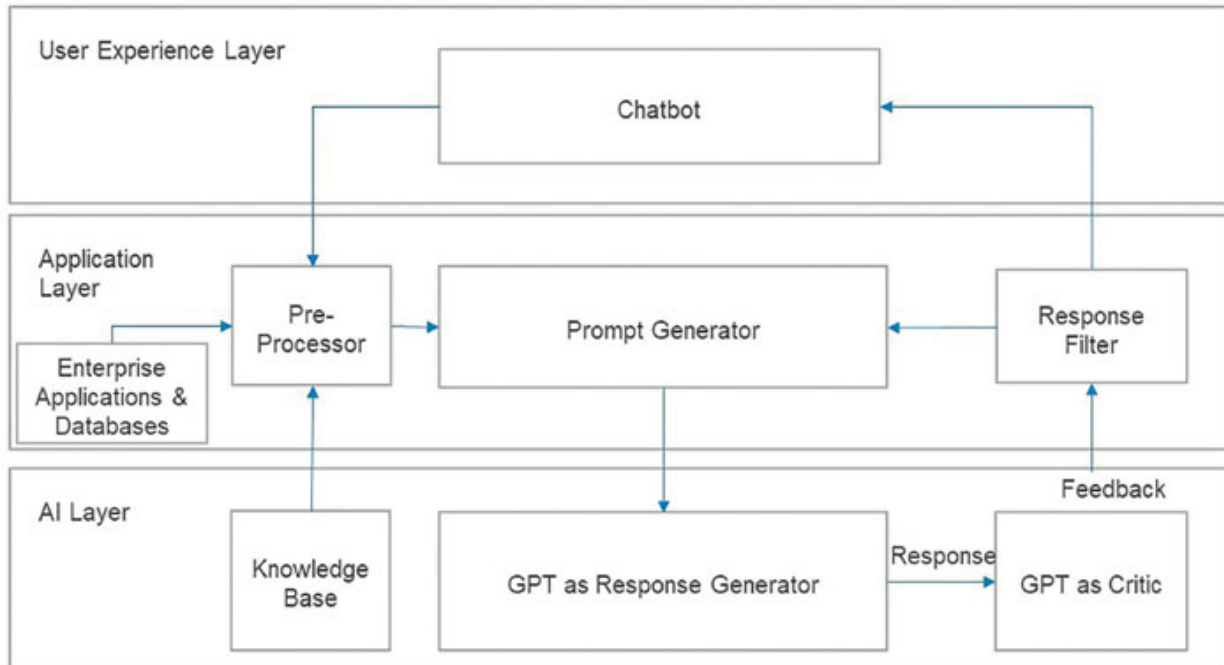 User Experience Layer
Chatbot
Application
Layer
Pre-
Processor
Prompt Generator
Response
Filter
Enterprise
Applications &
Databases
Feedback
AI Layer
Knowledge
Base
GPT as Response Generator
Response
GPT as Critic